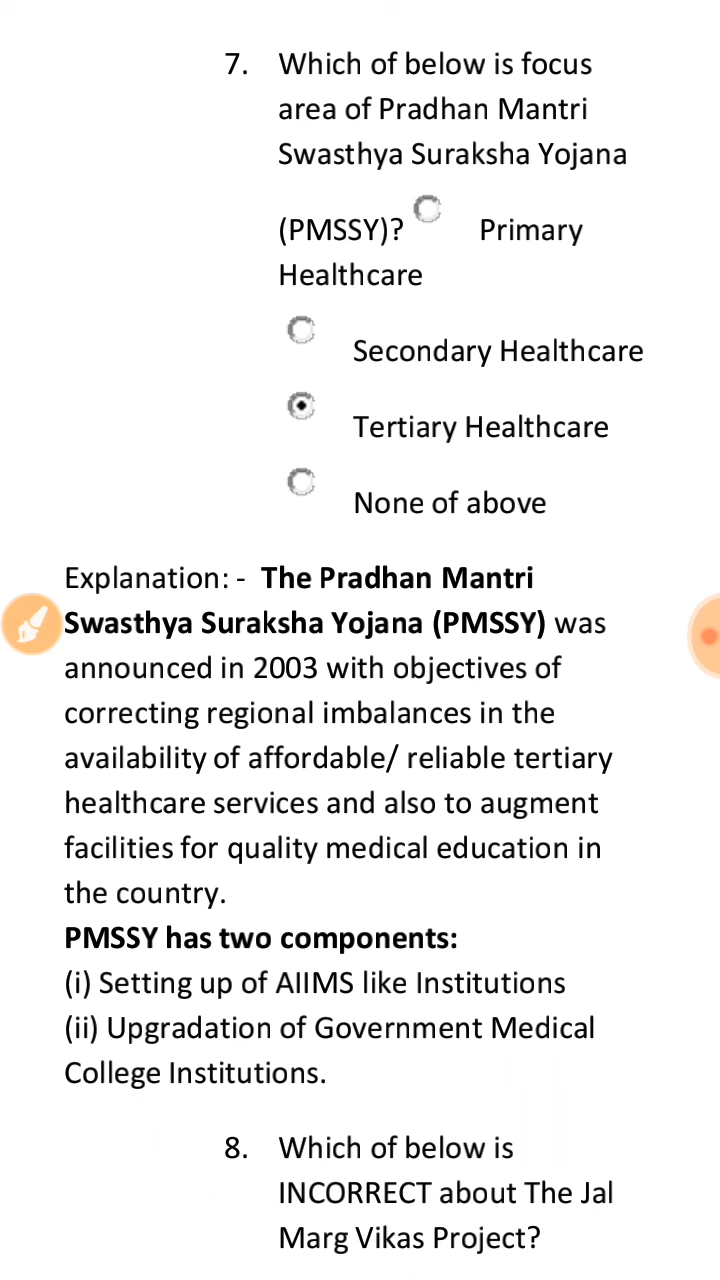 7. Which of below is focus
area of Pradhan Mantri
Swasthya Suraksha Yojana
(PMSSY)? Primary
Healthcare
Secondary Healthcare
Tertiary Healthcare
None of above
Explanation: - The Pradhan Mantri
Swasthya Suraksha Yojana (PMSSY) was
announced in 2003 with objectives of
correcting regional imbalances in the
availability of affordable/ reliable tertiary
healthcare services and also to augment
facilities for quality medical education in
the country.
PMSSY has two components:
(i) Setting up of AIIMS like Institutions
(ii) Upgradation of Government Medical
College Institutions.
8. Which of below is
INCORRECT about The Jal
Marg Vikas Project?